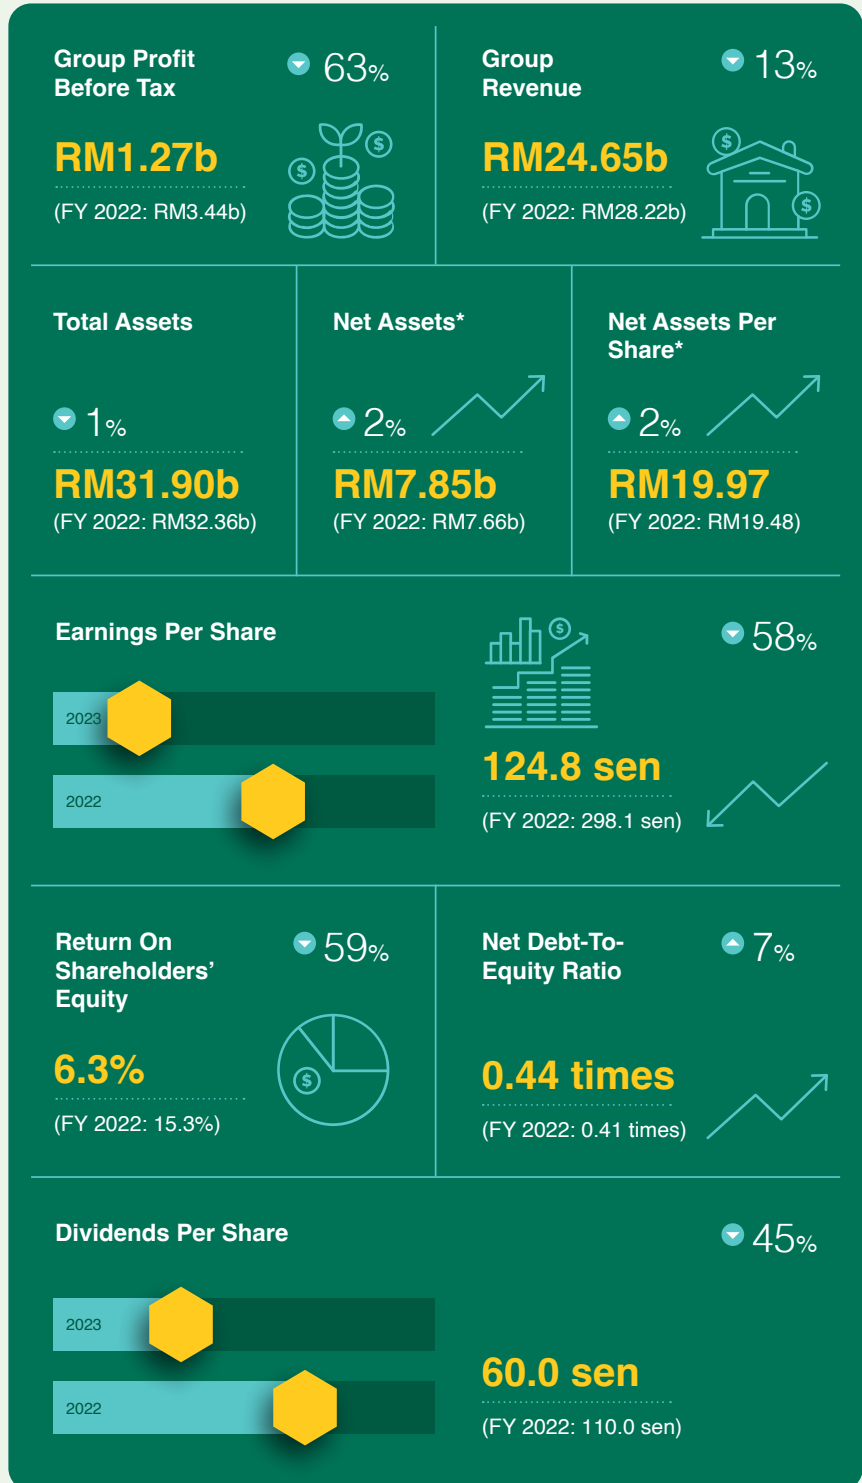 Group Profit
Before Tax
63%
RM1.27b
(FY 2022: RM3.44b)
$
$
Group
Revenue
13%
RM24.65b
(FY 2022: RM28.22b)
$
$
Total Assets
1%
RM31.90b
(FY 2022: RM32.36b)
Net Assets*
2%
RM7.85b
(FY 2022: RM7.66b)
Net Assets Per
Share*
2%
RM19.97
(FY 2022: RM19.48)
Earnings Per Share
2023
2022
$
58%
124.8 sen
(FY 2022: 298.1 sen)
Return On
Shareholders’
Equity
59%
6.3%
(FY 2022: 15.3%)
$
Net Debt-To-
Equity Ratio
7%
0.44 times
(FY 2022: 0.41 times)
Dividends Per Share
45%
2023
2022
60.0 sen
(FY 2022: 110.0 sen)